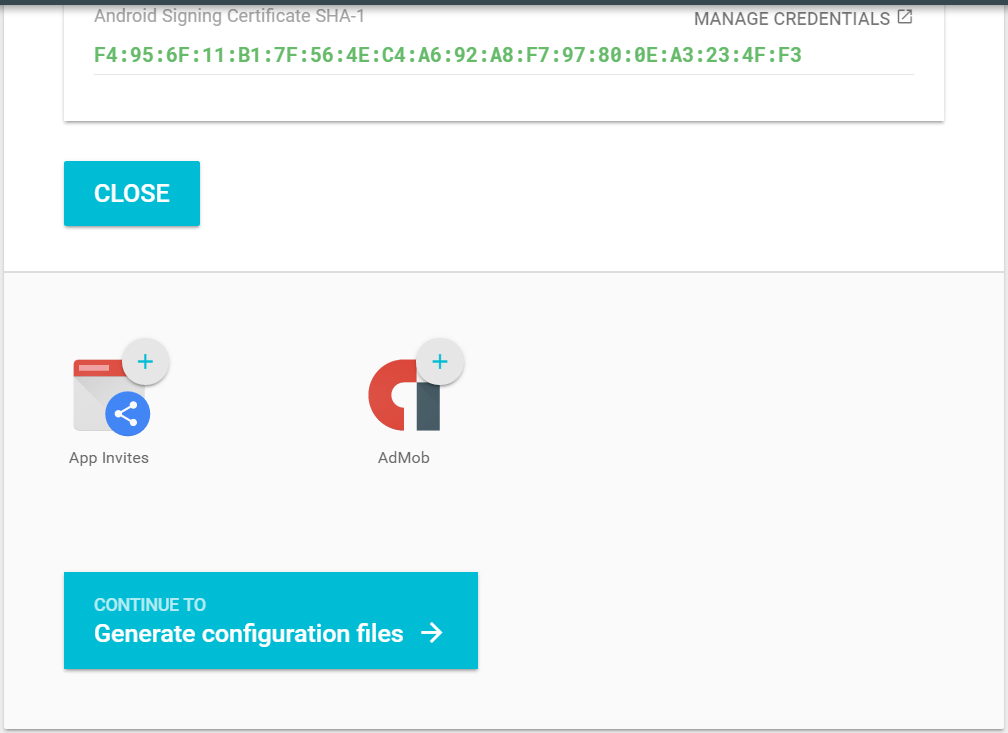 Android Signing Certificate SHA-1
MANAGE CREDENTIALS
F4:95:6F:11:B1:7F:56:4E:C4:A6:92:A8:F7:97:80:0E:A3:23:4F:F3
CLOSE
App Invites
AdMob
CONTINUE TO
Generate configuration files